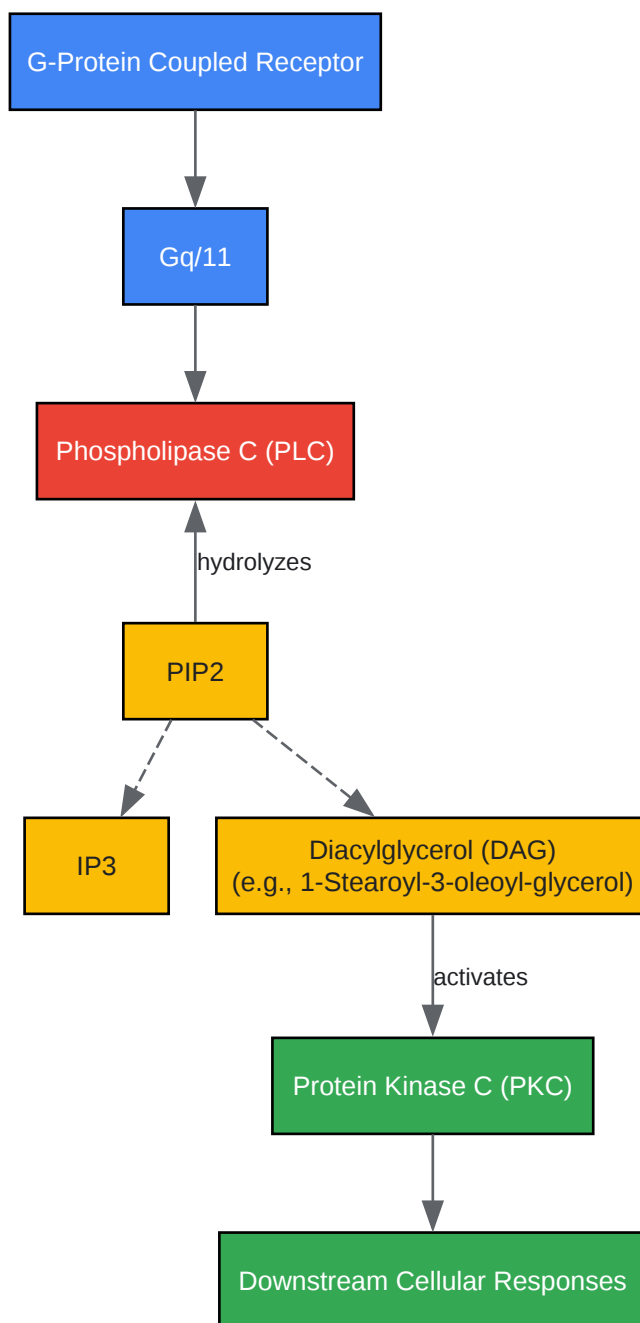 G-Protein Coupled Receptor
Gq/11
Phospholipase C (PLC)
hydrolyzes
PIP2
IP3
Diacylglycerol (DAG)
(e.g., 1-Stearoyl-3-oleoyl-glycerol)
activates
Protein Kinase C (PKC)
Downstream Cellular Responses